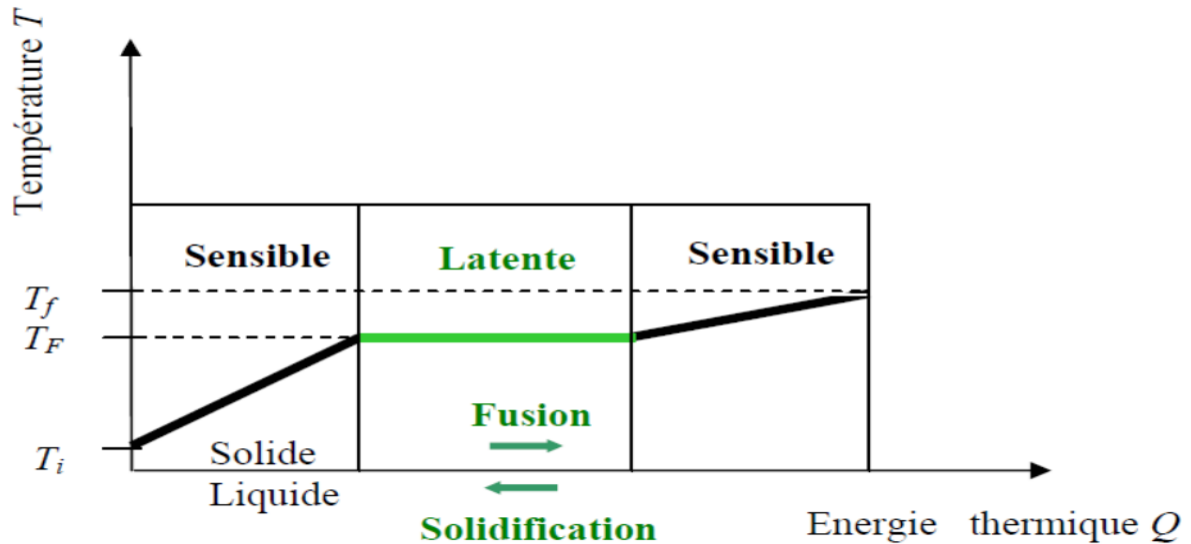 Température T
Sensible
Latente
Sensible
T_f
T_F
T_i
Fusion
Solide
Liquide
Solidification
Energie thermique Q